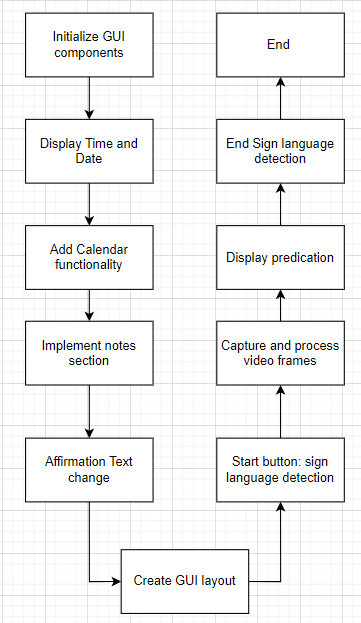 Initialize GUI
components
Display Time and
Date
Add Calendar
functionality
Implement notes
section
Affirmation Text
change
Create GUI layout
Start button: sign
language detection
Capture and process
video frames
Display predication
End Sign language
detection
End